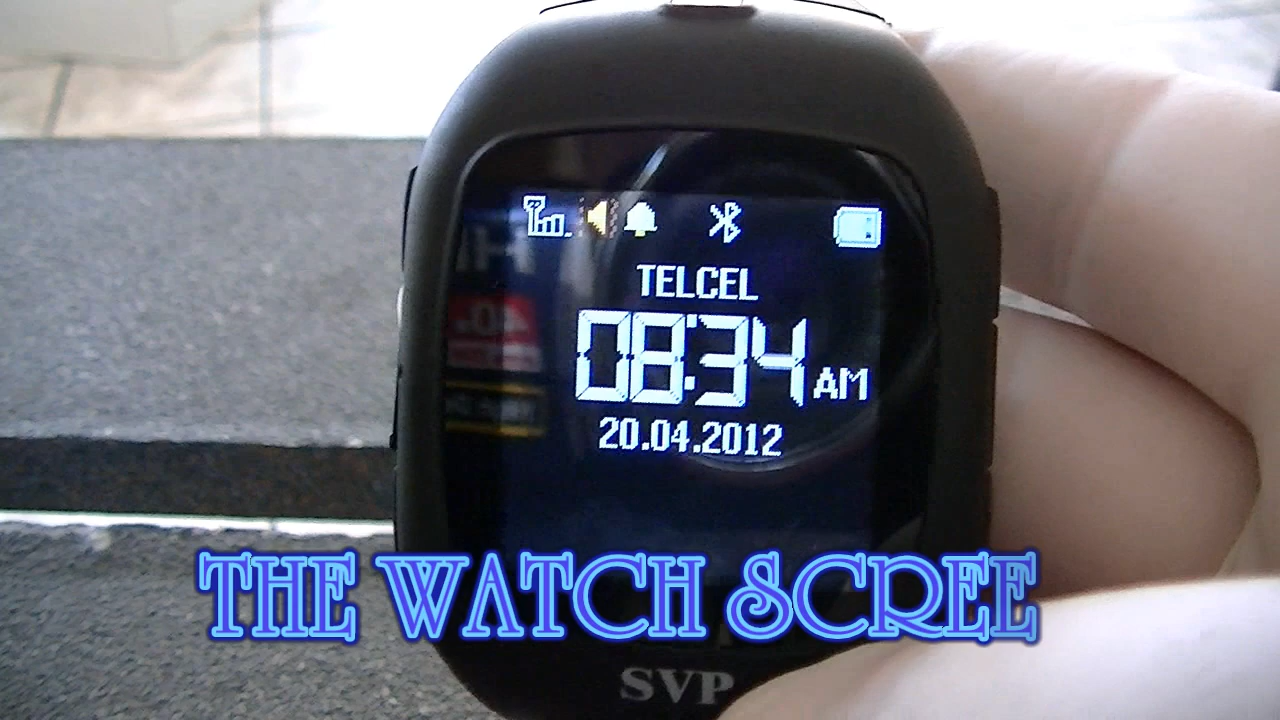 TELCEL
08:34 AM
20.04.2012
THE WATCH SCREE
SVP